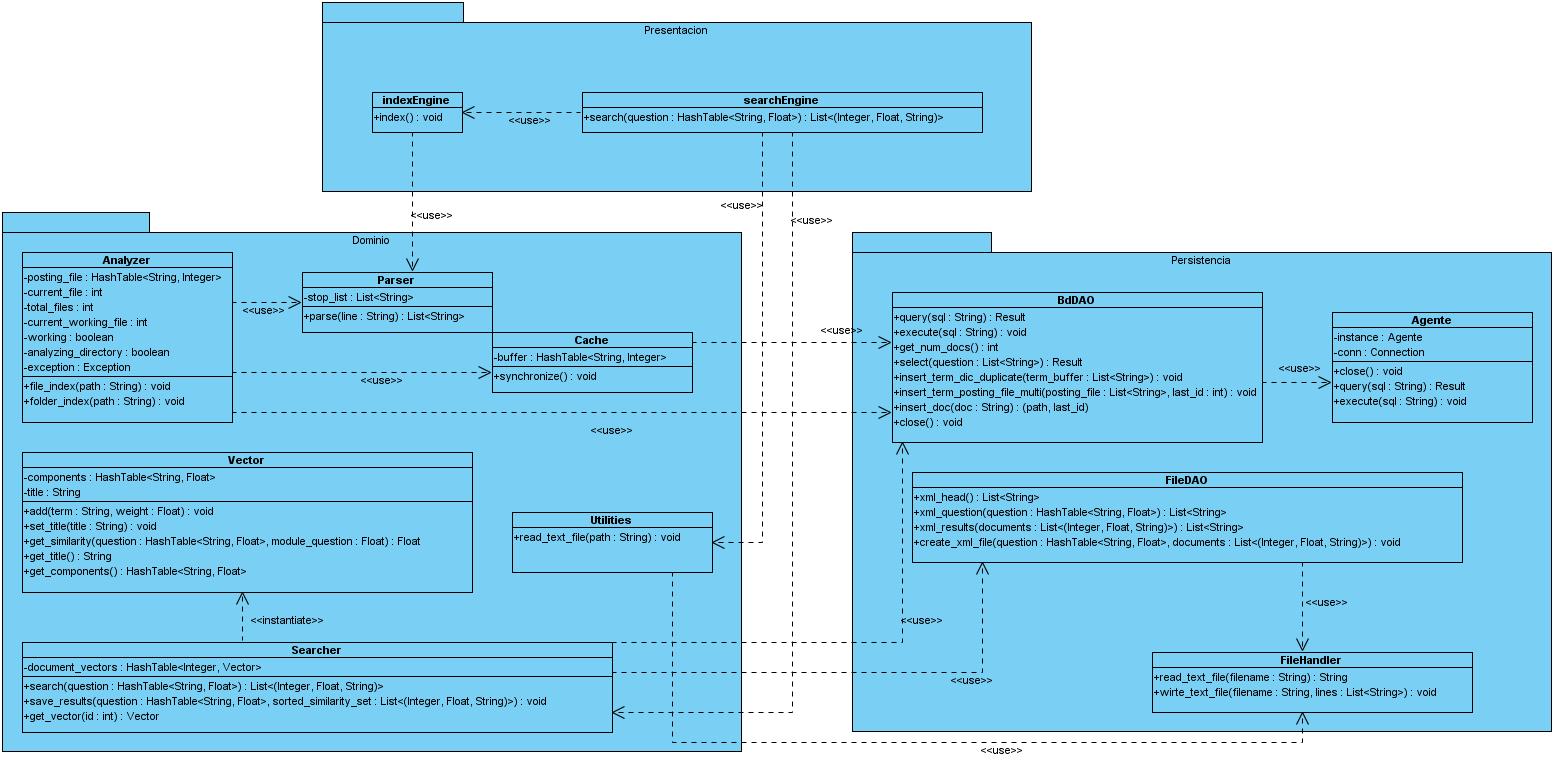 Presentacion
indexEngine
+index() : void
<<use>>
searchEngine
+search(question : HashTable<String, Float>) : List<(Integer, Float, String)>
<<use>>
<<use>>
<<use>>
Dominio
Analyzer
-posting_file : HashTable<String, Integer>
-current_file : int
-total_files : int
-current_working_file : int
-working : boolean
-analyzing_directory : boolean
-exception : Exception
+file_index(path : String) : void
+folder_index(path : String) : void
<<use>>
Parser
-stop_list : List<String>
+parse(line : String) : List<String>
Cache
-buffer : HashTable<String, Integer>
+synchronize() : void
<<use>>
<<use>>
<<use>>
Vector
-components : HashTable<String, Float>
-title : String
+add(term : String, weight : Float) : void
+set_title(title : String) : void
+get_similarity(question : HashTable<String, Float>, module_question : Float) : Float
+get_title() : String
+get_components() : HashTable<String, Float>
Utilities
+read_text_file(path : String) : void
<<instantiate>>
Searcher
-document_vectors : HashTable<Integer, Vector>
+search(question : HashTable<String, Float>) : List<(Integer, Float, String)>
+save_results(question : HashTable<String, Float>, sorted_similarity_set : List<(Integer, Float, String)>) : void
+get_vector(id : int) : Vector
Persistencia
BdDAO
+query(sql : String) : Result
+execute(sql : String) : void
+get_num_docs() : int
+select(question : List<String>) : Result
+insert_term_dic_duplicate(term_buffer : List<String>) : void
+insert_term_posting_file_multi(posting_file : List<String>, last_id : int) : void
+insert_doc(doc : String) : (path, last_id)
+close() : void
<<use>>
Agente
-instance : Agente
-conn : Connection
+close() : void
+query(sql : String) : Result
+execute(sql : String) : void
FileDAO
+xml_head() : List<String>
+xml_question(question : HashTable<String, Float>) : List<String>
+xml_results(documents : List<(Integer, Float, String)>) : List<String>
+create_xml_file(question : HashTable<String, Float>, documents : List<(Integer, Float, String)>) : void
<<use>>
<<use>>
<<use>>
FileHandler
+read_text_file(filename : String) : String
+wirte_text_file(filename : String, lines : List<String>) : void
<<use>>